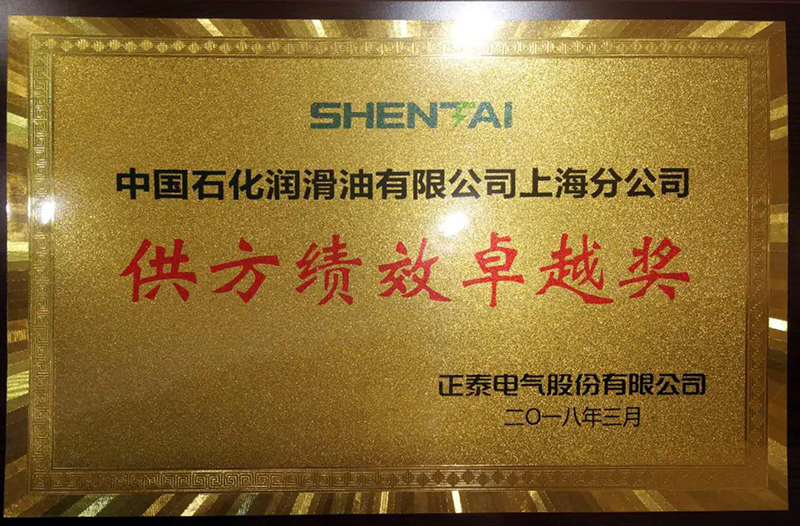 SHENTAI
中国石化润滑油有限公司上海分公司
供方绩效卓越奖
正泰电气股份有限公司
二〇一八年三月